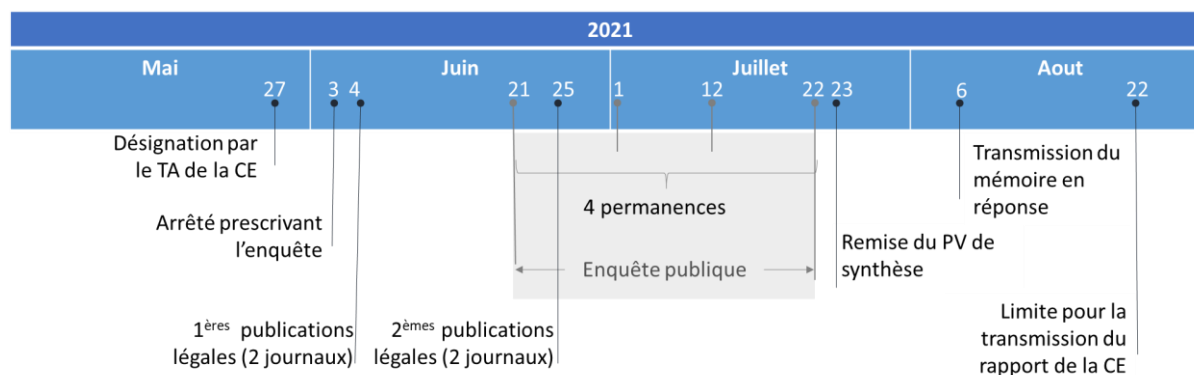 2021
Mai Juin Juillet Aout
27 3 4 21 25 1 12 22 23 6 22
Désignation par
le TA de la CE
Arrêté prescrivant
l'enquête
1ères publications
légales (2 journaux)
2èmes publications
légales (2 journaux)
4 permanences
Enquête publique
Remise du PV de
synthèse
Transmission du
mémoire en
réponse
Limite pour la
transmission du
rapport de la CE